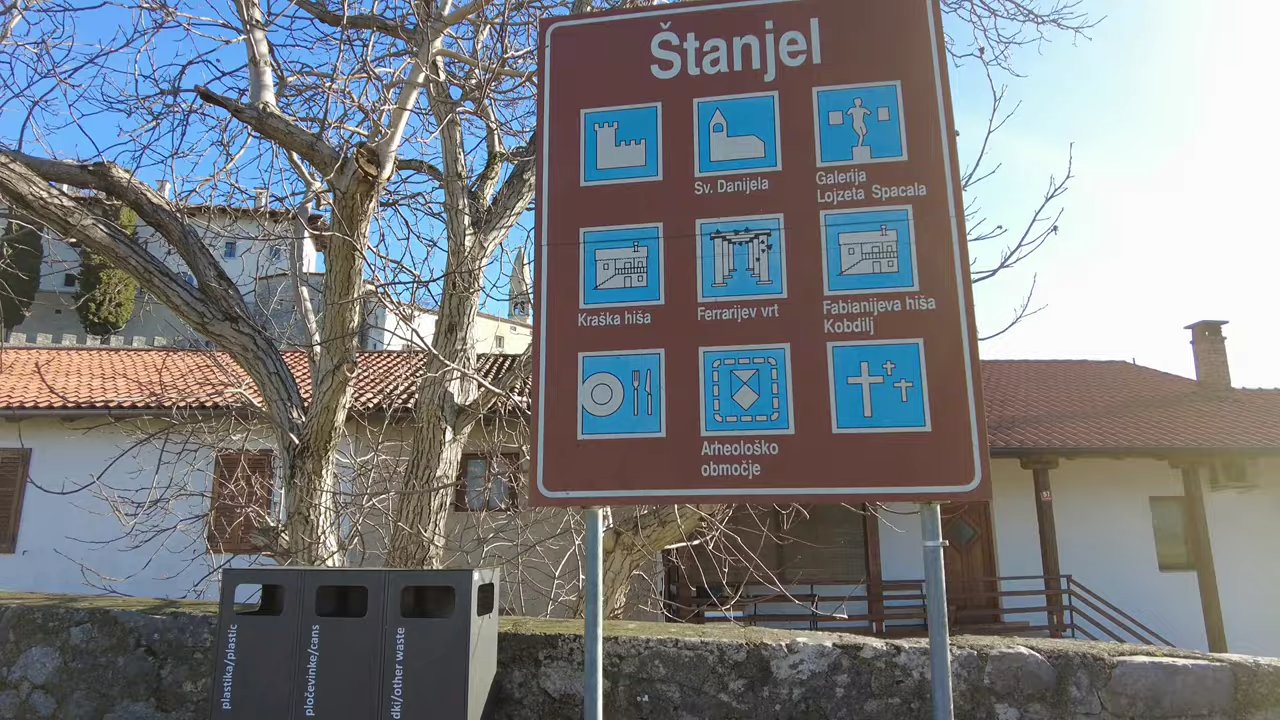 Štanjel
Sv. Danijela
Galerija
Lojzeta Spacala
Kraška hiša
Ferrarijev vrt
Fabianijeva hiša
Kobdilj
Arheološko
območje
plastika/plastic
pločevinke/cans
dki/other waste